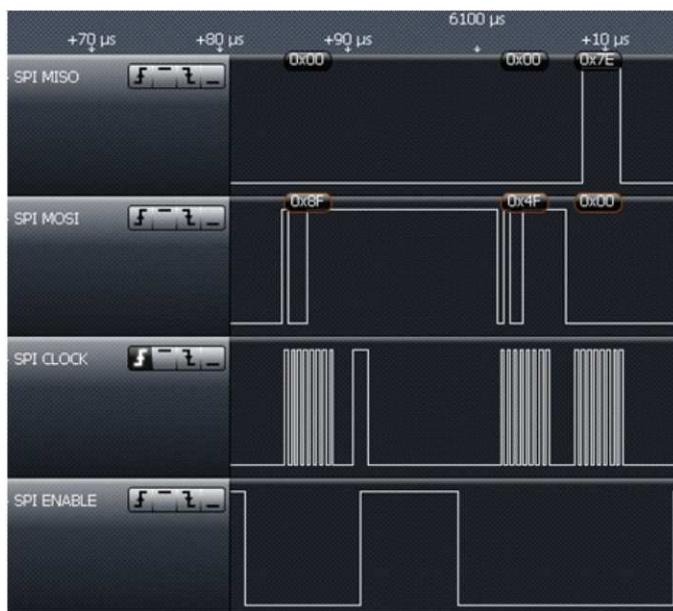 6100 µs
+70 µs +80 µs +90 µs +10 µs
SPI MISO 0x00 0x00 0x7E
SPI MOSI 0x8F 0x4F 0x00
SPI CLOCK
SPI ENABLE